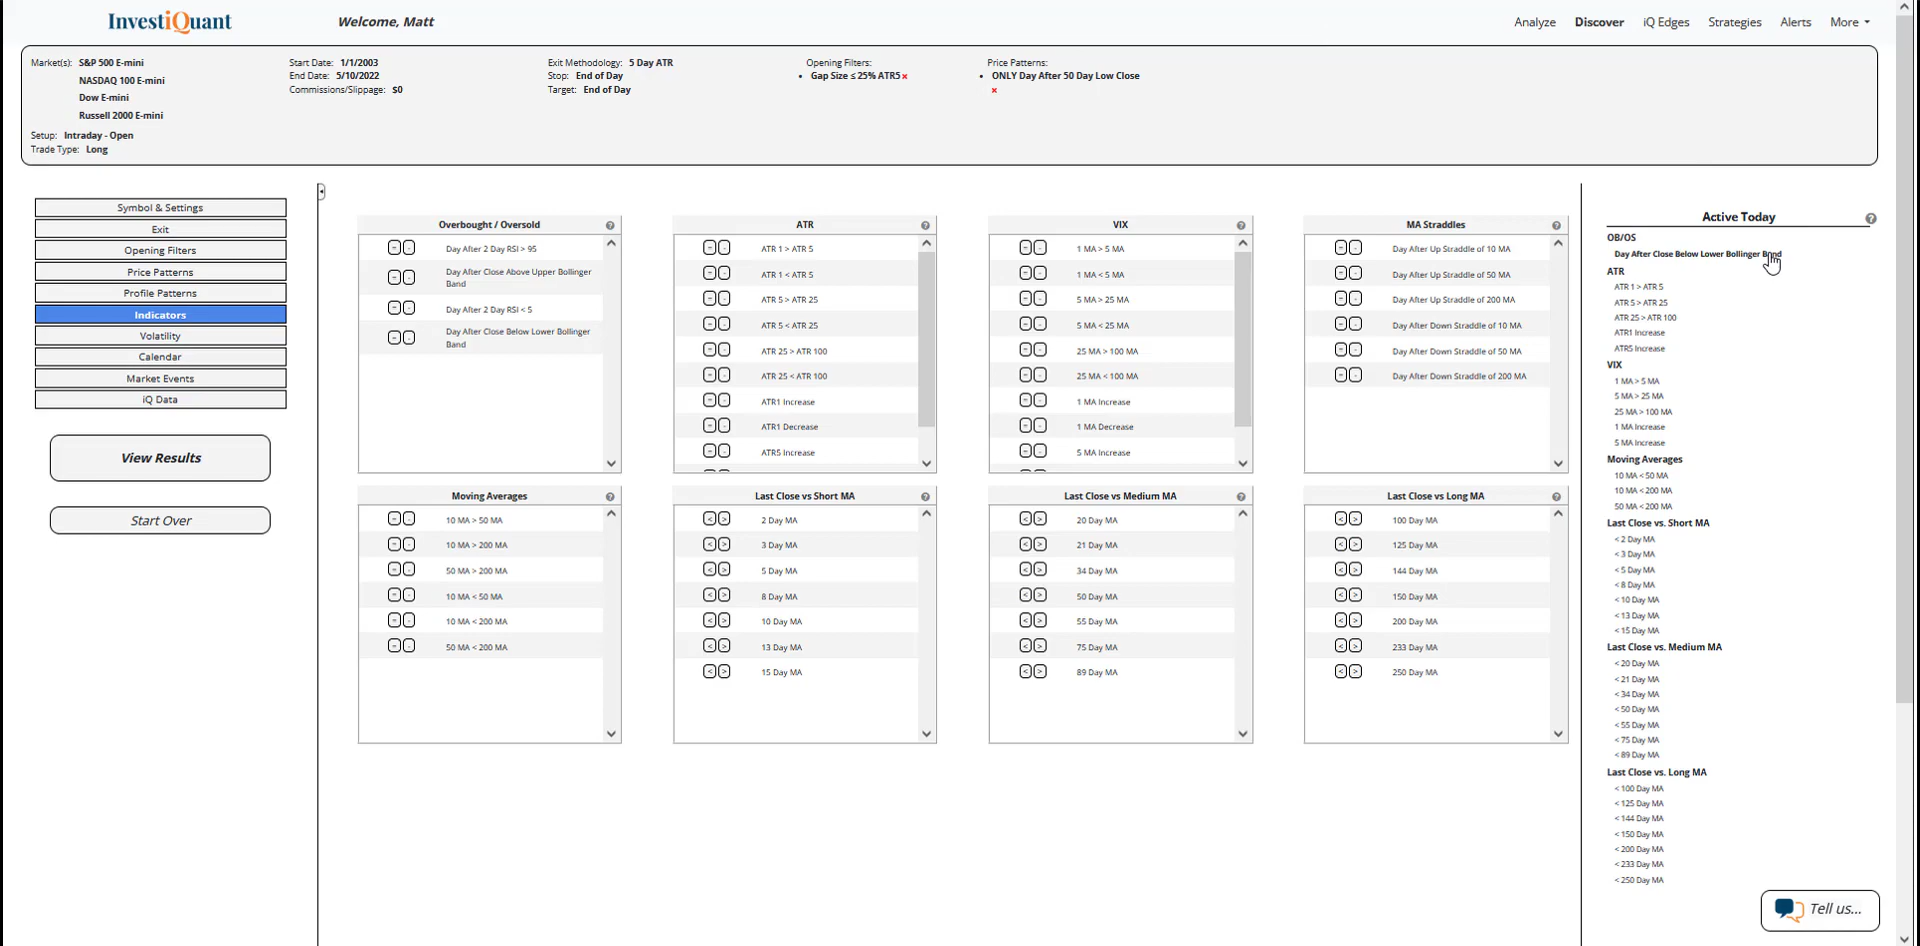 InvestiQuant
Welcome, Matt
Analyze
Discover
iQ Edges
Strategies
Alerts
More
Market(s): S&P 500 E-mini
NASDAQ 100 E-mini
Dow E-mini
Russell 2000 E-mini
Setup: Intraday - Open
Trade Type: Long
Start Date: 1/1/2003
End Date: 5/10/2022
Commissions/Slippage: $0
Exit Methodology: 5 Day ATR
Stop: End of Day
Target: End of Day
Opening Filters:
• Gap Size ≤ 25% ATR5 ×
Price Patterns:
• ONLY Day After 50 Day Low Close
×
Symbol & Settings
Exit
Opening Filters
Price Patterns
Profile Patterns
Indicators
Volatility
Calendar
Market Events
iQ Data
View Results
Start Over
Overbought / Oversold
Day After 2 Day RSI > 95
Day After Close Above Upper Bollinger
Band
Day After 2 Day RSI < 5
Day After Close Below Lower Bollinger
Band
ATR
ATR 1 > ATR 5
ATR 1 < ATR 5
ATR 5 > ATR 25
ATR 5 < ATR 25
ATR 25 > ATR 100
ATR 25 < ATR 100
ATR1 Increase
ATR1 Decrease
ATR5 Increase
VIX
1 MA > 5 MA
1 MA < 5 MA
5 MA > 25 MA
5 MA < 25 MA
25 MA > 100 MA
25 MA < 100 MA
1 MA Increase
1 MA Decrease
5 MA Increase
MA Straddles
Day After Up Straddle of 10 MA
Day After Up Straddle of 50 MA
Day After Up Straddle of 200 MA
Day After Down Straddle of 10 MA
Day After Down Straddle of 50 MA
Day After Down Straddle of 200 MA
Moving Averages
10 MA > 50 MA
10 MA > 200 MA
50 MA > 200 MA
10 MA < 50 MA
10 MA < 200 MA
50 MA < 200 MA
Last Close vs Short MA
< > 2 Day MA
< > 3 Day MA
< > 5 Day MA
< > 8 Day MA
< > 10 Day MA
< > 13 Day MA
< > 15 Day MA
Last Close vs Medium MA
< > 20 Day MA
< > 21 Day MA
< > 34 Day MA
< > 50 Day MA
< > 55 Day MA
< > 75 Day MA
< > 89 Day MA
Last Close vs Long MA
< > 100 Day MA
< > 125 Day MA
< > 144 Day MA
< > 150 Day MA
< > 200 Day MA
< > 233 Day MA
< > 250 Day MA
Active Today
OB/OS
Day After Close Below Lower Bollinger Band
ATR
ATR 1 > ATR 5
ATR 5 > ATR 25
ATR 25 > ATR 100
ATR1 Increase
ATR5 Increase
VIX
1 MA > 5 MA
5 MA > 25 MA
25 MA > 100 MA
1 MA Increase
5 MA Increase
Moving Averages
10 MA < 50 MA
10 MA < 200 MA
50 MA < 200 MA
Last Close vs. Short MA
< 2 Day MA
< 3 Day MA
< 5 Day MA
< 8 Day MA
< 10 Day MA
< 13 Day MA
< 15 Day MA
Last Close vs. Medium MA
< 20 Day MA
< 21 Day MA
< 34 Day MA
< 50 Day MA
< 55 Day MA
< 75 Day MA
< 89 Day MA
Last Close vs. Long MA
< 100 Day MA
< 125 Day MA
< 144 Day MA
< 150 Day MA
< 200 Day MA
< 233 Day MA
< 250 Day MA
Tell us...